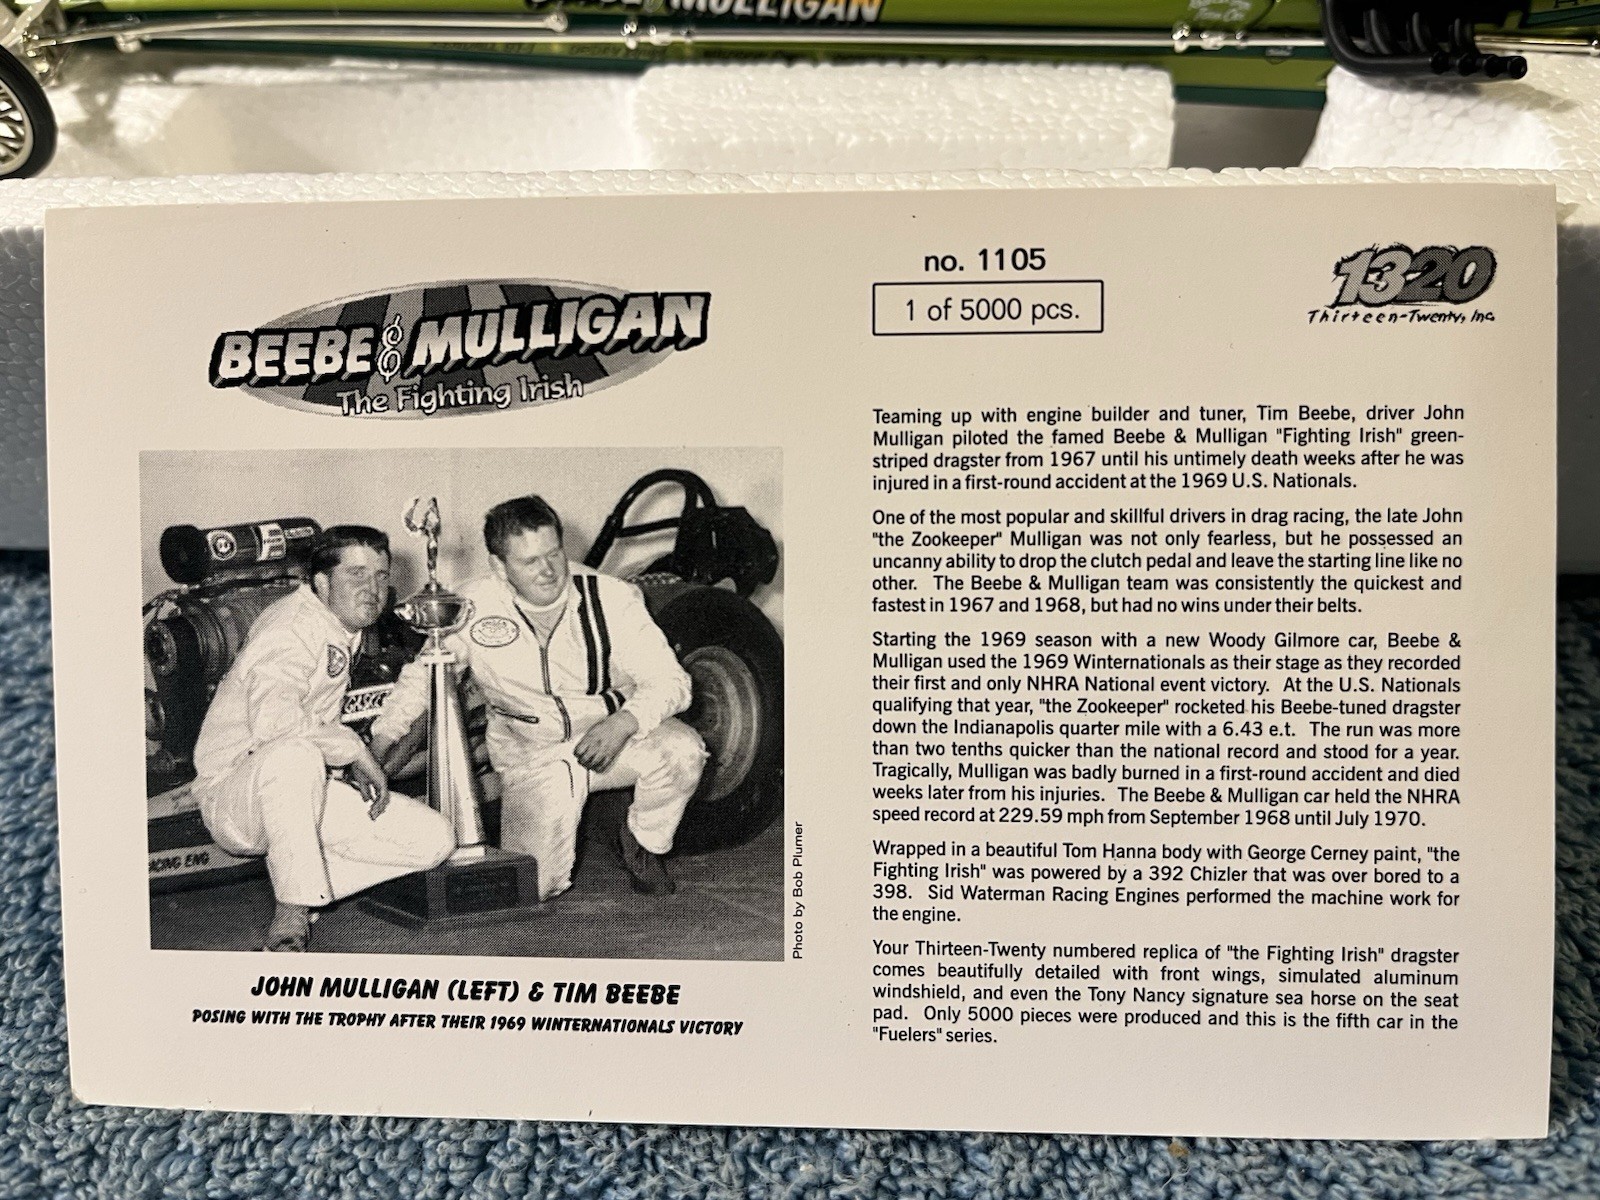 MULLIGAN
no. 1105
1 of 5000 pcs.
1320
Thirteen-Twenty, Inc.
BEEBE & MULLIGAN
The Fighting Irish
Teaming up with engine builder and tuner, Tim Beebe, driver John
Mulligan piloted the famed Beebe & Mulligan "Fighting Irish" green-
striped dragster from 1967 until his untimely death weeks after he was
injured in a first-round accident at the 1969 U.S. Nationals.
One of the most popular and skillful drivers in drag racing, the late John
"the Zookeeper" Mulligan was not only fearless, but he possessed an
uncanny ability to drop the clutch pedal and leave the starting line like no
other. The Beebe & Mulligan team was consistently the quickest and
fastest in 1967 and 1968, but had no wins under their belts.
Starting the 1969 season with a new Woody Gilmore car, Beebe &
Mulligan used the 1969 Winternationals as their stage as they recorded
their first and only NHRA National event victory. At the U.S. Nationals
qualifying that year, "the Zookeeper" rocketed his Beebe-tuned dragster
down the Indianapolis quarter mile with a 6.43 e.t. The run was more
than two tenths quicker than the national record and stood for a year.
Tragically, Mulligan was badly burned in a first-round accident and died
weeks later from his injuries. The Beebe & Mulligan car held the NHRA
speed record at 229.59 mph from September 1968 until July 1970.
Wrapped in a beautiful Tom Hanna body with George Cerney paint, "the
Fighting Irish" was powered by a 392 Chizler that was over bored to a
398. Sid Waterman Racing Engines performed the machine work for
the engine.
Your Thirteen-Twenty numbered replica of "the Fighting Irish" dragster
comes beautifully detailed with front wings, simulated aluminum
windshield, and even the Tony Nancy signature sea horse on the seat
pad. Only 5000 pieces were produced and this is the fifth car in the
"Fuelers" series.
GASKE
ACING ENG
Photo by Bob Plumer
JOHN MULLIGAN (LEFT) & TIM BEEBE
POSING WITH THE TROPHY AFTER THEIR 1969 WINTERNATIONALS VICTORY